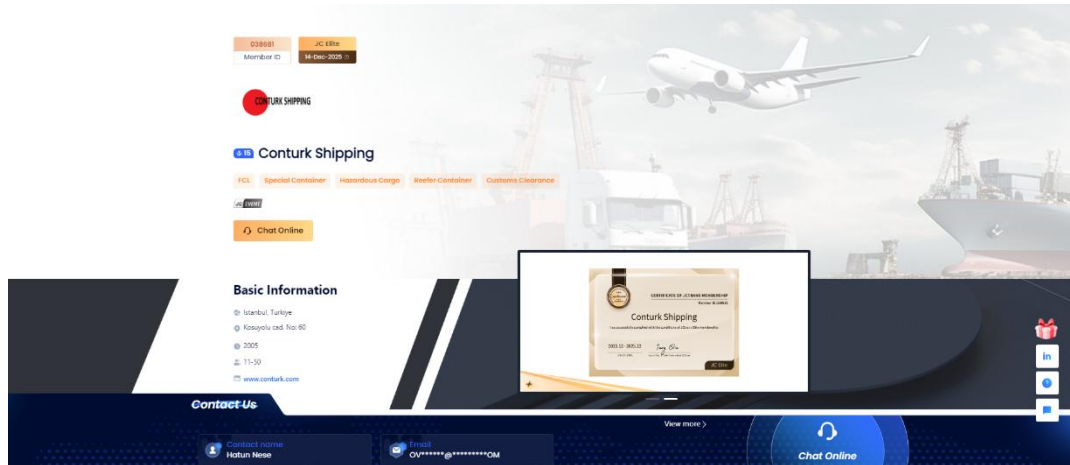 038681
Member ID
JC Elite
14-Dec-2025
CONTURK SHIPPING
15 Conturk Shipping
FCL
Special Container
Hazardous Cargo
Reefer Container
Customs Clearance
JC EVENT
Chat Online
Basic Information
Istanbul, Turkiye
Kosuyolu cad. No: 60
2005
11-50
www.conturk.com
CERTIFICATE OF JCTRANS MEMBERSHIP
Conturk Shipping
JC Elite
Contact Us
View more >
Contact name
Hatun Nese
Email
OV******@*********OM
Chat Online
in